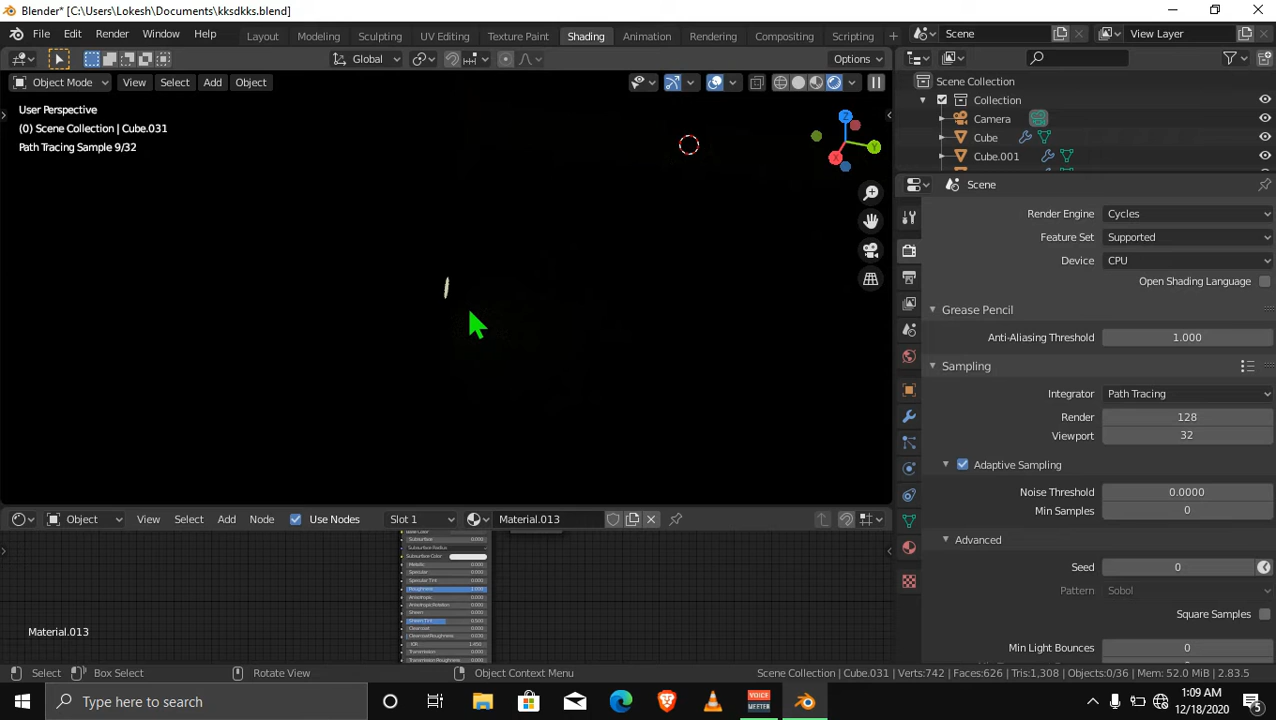 Blender* [C:\Users\Lokesh\Documents\kksdkks.blend]
File Edit Render Window Help Layout Modeling Sculpting UV Editing Texture Paint Shading Animation Rendering Compositing Scripting + Scene View Layer
Global Options
Object Mode View Select Add Object
User Perspective
(0) Scene Collection | Cube.031
Path Tracing Sample 9/32
Z
Y
X
Scene Collection
Collection
Camera
Cube
Cube.001
Scene
Render Engine Cycles
Feature Set Supported
Device CPU
Open Shading Language
Grease Pencil
Anti-Aliasing Threshold 1.000
Sampling
Integrator Path Tracing
Render 128
Viewport 32
Adaptive Sampling
Noise Threshold 0.0000
Min Samples 0
Advanced
Seed 0
Pattern Sobol
Square Samples
Min Light Bounces 0
Object View Select Add Node Use Nodes Slot 1 Material.013
Base Color
Subsurface 0.000
Subsurface Radius
Subsurface Color
Metallic 0.000
Specular 0.000
Specular Tint 0.000
Roughness 1.000
Anisotropic 0.000
Anisotropic Rotation 0.000
Sheen 0.000
Sheen Tint 0.500
Clearcoat 0.000
Clearcoat Roughness 0.030
IOR 1.450
Transmission 0.000
Transmission Roughness 0.000
Material.013
Select Box Select Rotate View Object Context Menu Scene Collection | Cube.031 | Verts:742 | Faces:626 | Tris:1,308 | Objects:0/36 | Mem: 52.0 MiB | 2.83.5
Type here to search VOICE MEETER 1:09 AM
12/18/2020 5